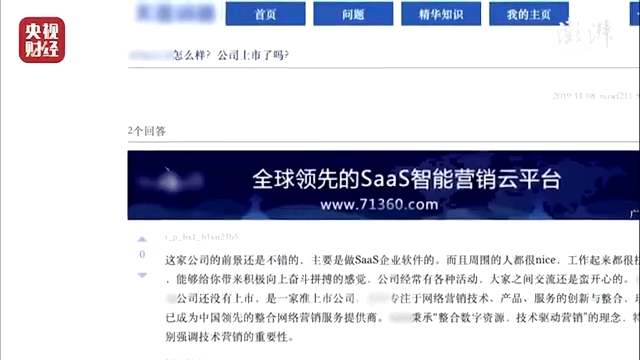 央视财经
首页 问题 精华知识 我的主页
澎湃
怎么样？公司上市了吗？
2个回答
全球领先的SaaS智能营销云平台
www.71360.com
广
0
这家公司的前景还是不错的，主要是做SaaS企业软件的。而且周围的人都很nice，工作起来都很
，能够给你带来积极向上奋斗拼搏的感觉，公司经常有各种活动，大家之间交流还是蛮开心的。
公司还没有上市，是一家准上市公司，
专注于网络营销技术、产品、服务的创新与整合，
已成为中国领先的整合网络营销服务提供商。
秉承“整合数字资源，技术驱动营销”的理念，特
别强调技术营销的重要性。